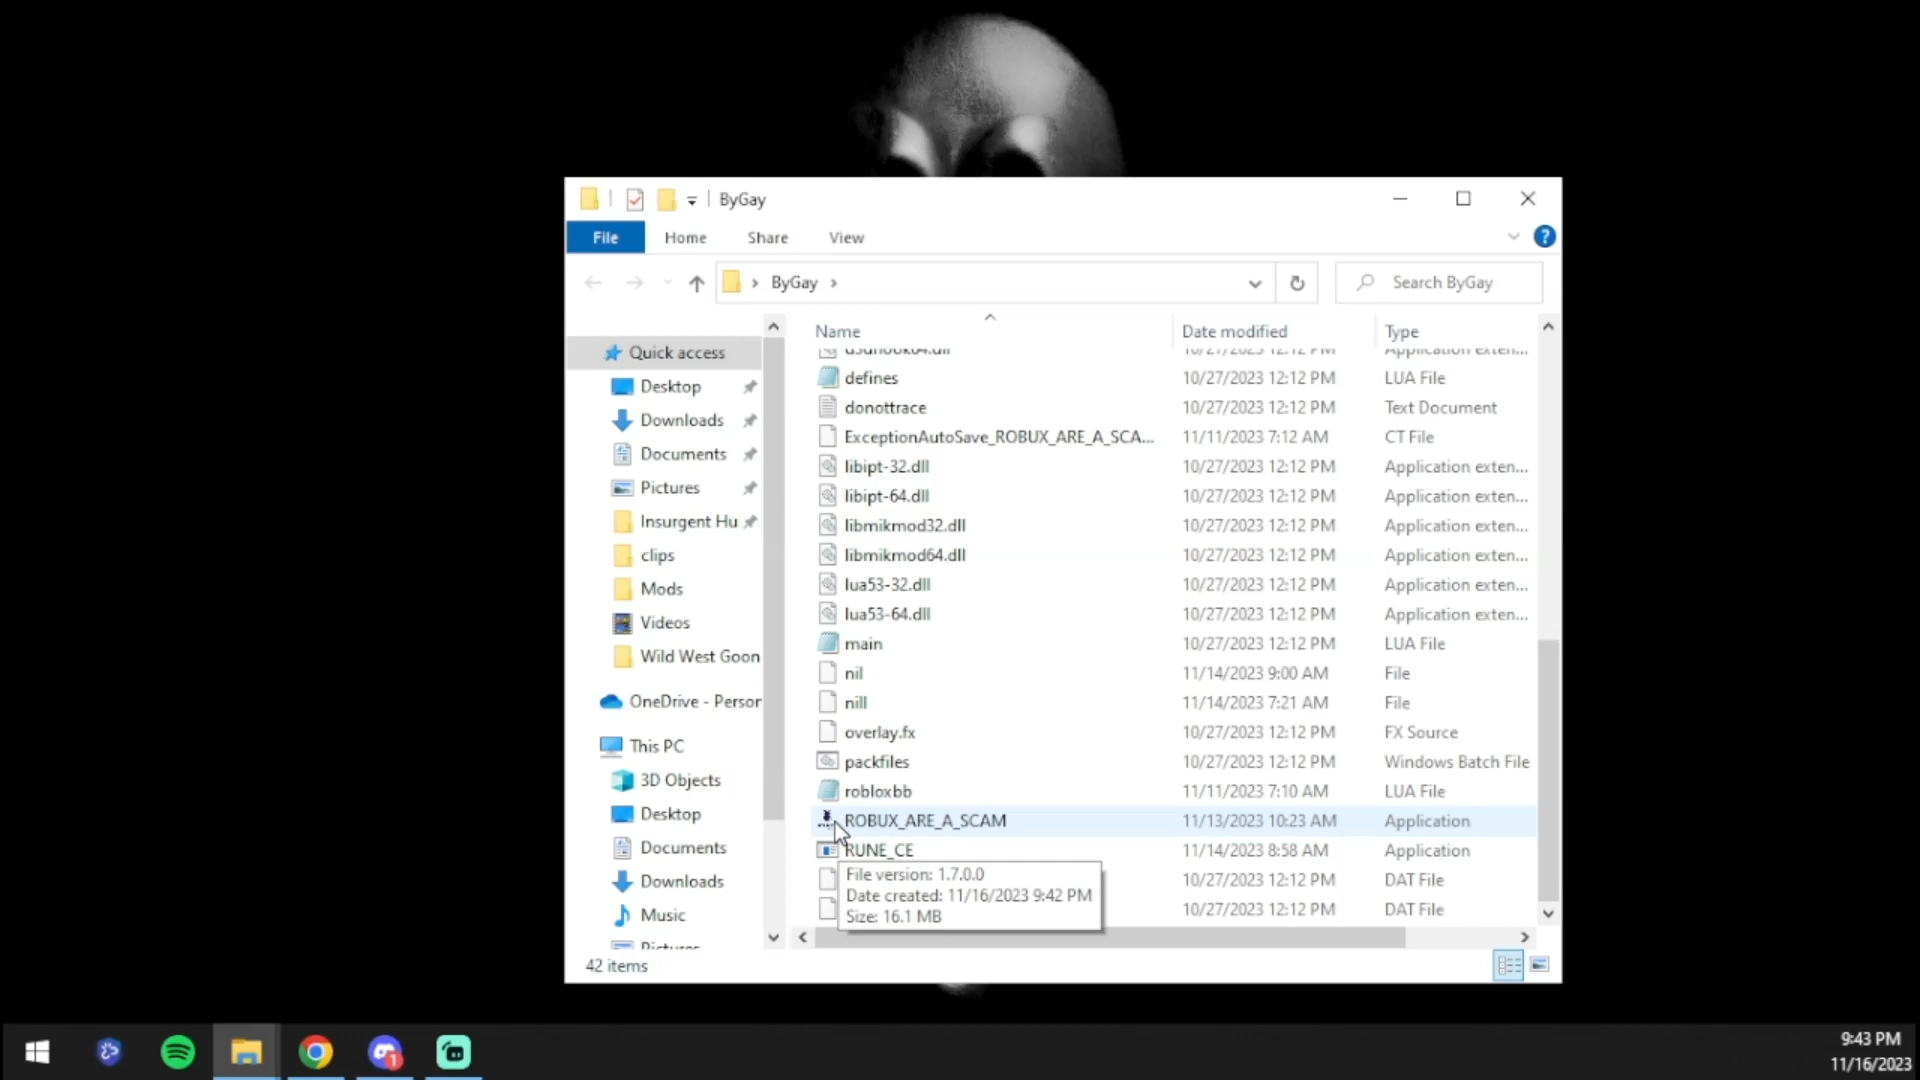 ByGay
File Home Share View
ByGay
Search ByGay
Name Date modified Type
Quick access
Desktop
Downloads
Documents
Pictures
Insurgent Hu
clips
Mods
Videos
Wild West Goon
OneDrive - Person
This PC
3D Objects
Desktop
Documents
Downloads
Music
Pictures
d3dhook64.dll 10/27/2023 12:12 PM Application exten...
defines 10/27/2023 12:12 PM LUA File
donottrace 10/27/2023 12:12 PM Text Document
ExceptionAutoSave_ROBUX_ARE_A_SCA... 11/11/2023 7:12 AM CT File
libipt-32.dll 10/27/2023 12:12 PM Application exten...
libipt-64.dll 10/27/2023 12:12 PM Application exten...
libmikmod32.dll 10/27/2023 12:12 PM Application exten...
libmikmod64.dll 10/27/2023 12:12 PM Application exten...
lua53-32.dll 10/27/2023 12:12 PM Application exten...
lua53-64.dll 10/27/2023 12:12 PM Application exten...
main 10/27/2023 12:12 PM LUA File
nil 11/14/2023 9:00 AM File
nill 11/14/2023 7:21 AM File
overlay.fx 10/27/2023 12:12 PM FX Source
packfiles 10/27/2023 12:12 PM Windows Batch File
robloxbb 11/11/2023 7:10 AM LUA File
ROBUX_ARE_A_SCAM 11/13/2023 10:23 AM Application
RUNE_CE 11/14/2023 8:58 AM Application
10/27/2023 12:12 PM DAT File
10/27/2023 12:12 PM DAT File
File version: 1.7.0.0
Date created: 11/16/2023 9:42 PM
Size: 16.1 MB
42 items
1
9:43 PM
11/16/2023